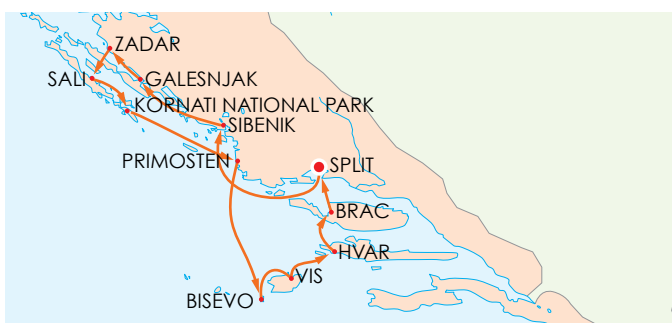 ZADAR
SALI
GALESNJAK
KORNATI NATIONAL PARK
SIBENIK
PRIMOSTEN
SPLIT
BRAC
HVAR
VIS
BISEVO